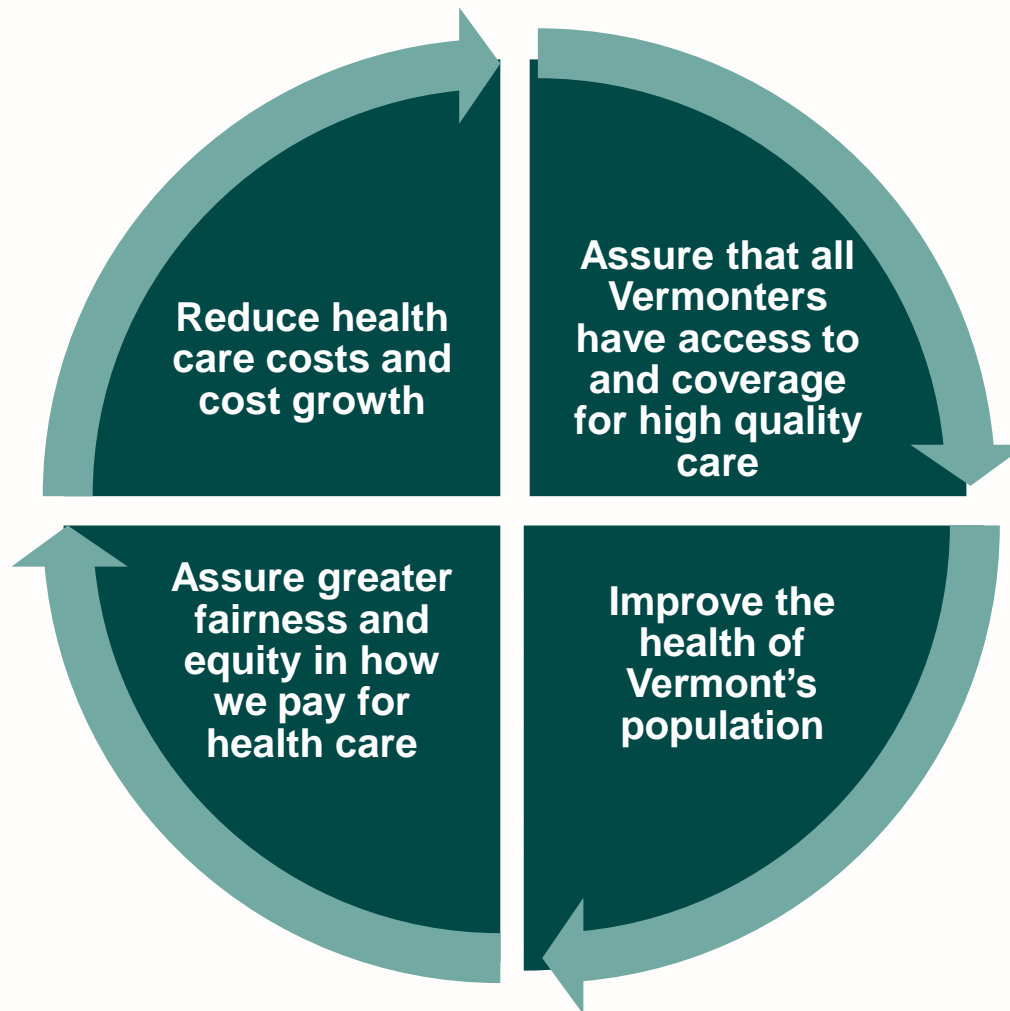 Reduce health
care costs and
cost growth
Assure that all
Vermonters
have access to
and coverage
for high quality
care
Assure greater
fairness and
equity in how
we pay for
health care
Improve the
health of
Vermont’s
population